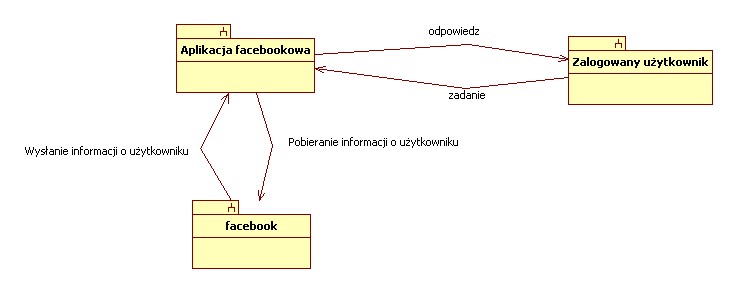 odpowiedz
Aplikacja facebookowa
Zalogowany użytkownik
zadanie
Wysłanie informacji o użytkowniku
Pobieranie informacji o użytkowniku
facebook